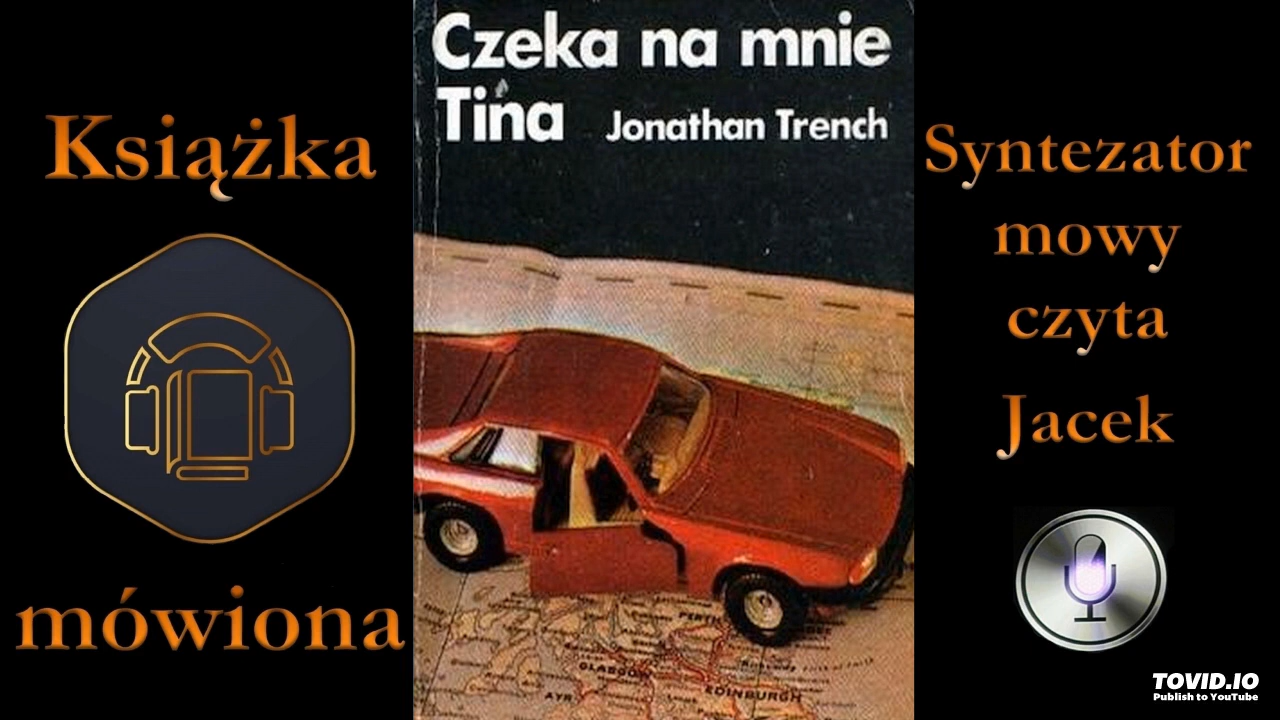 Książka
mówiona
Czeka na mnie
Tina
Jonathan Trench
PERTH
GLASGOW
EDINBURGH
AYR
Syntezator
mowy
czyta
Jacek
TOVID.IO
Publish to YouTube